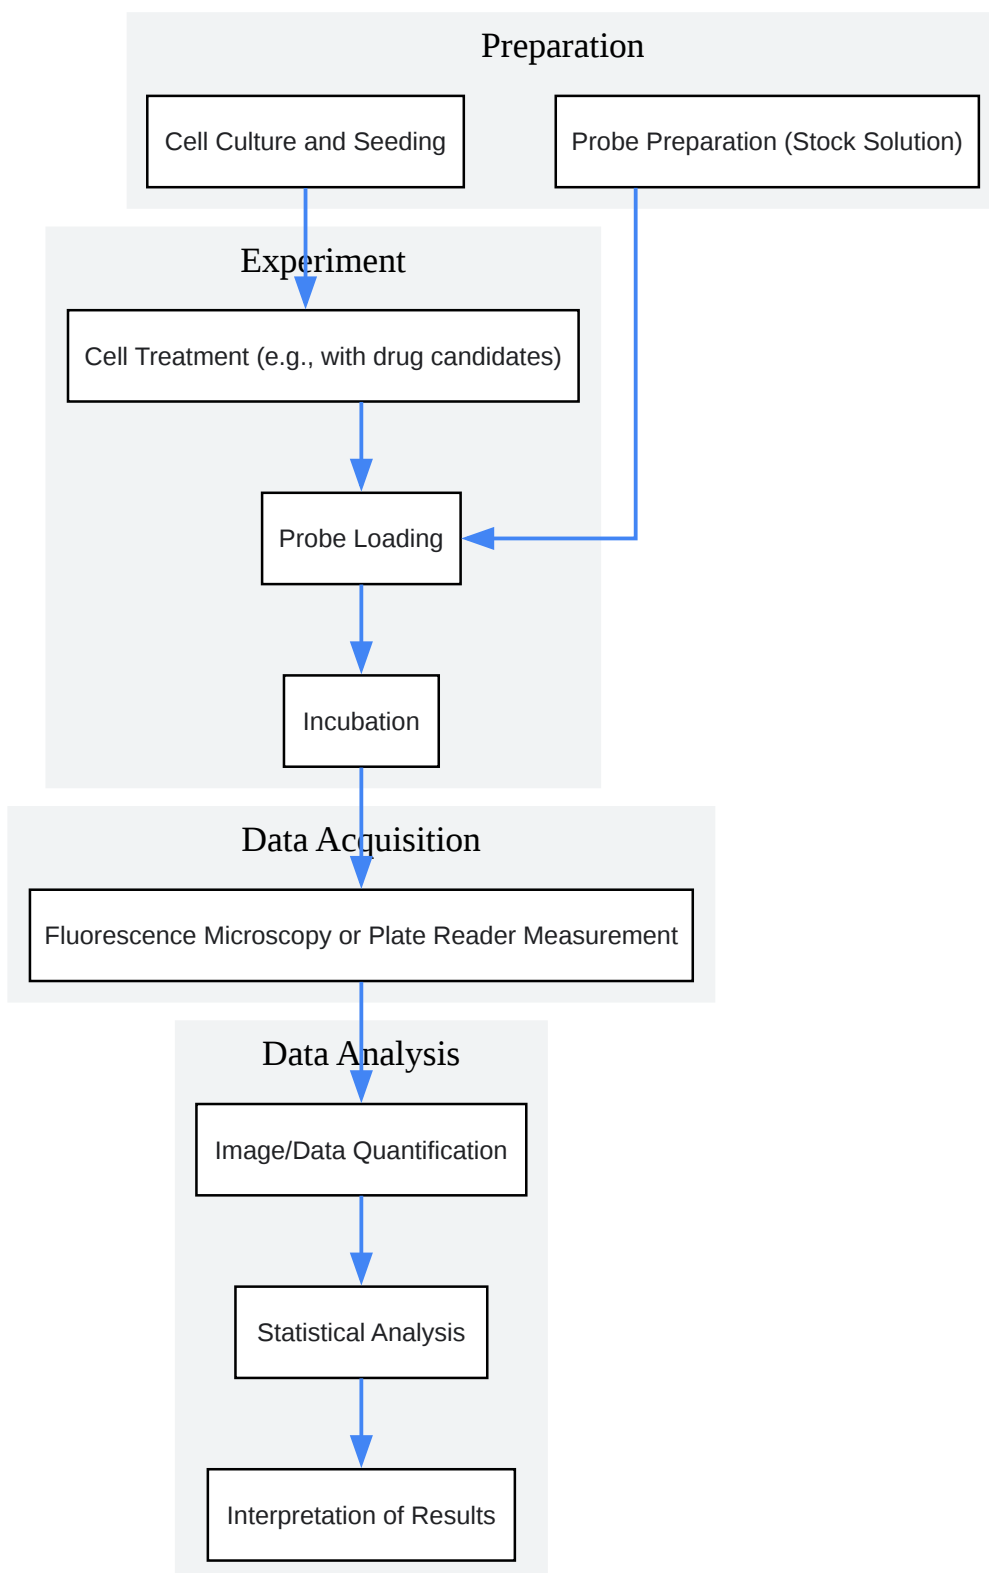 Preparation
Cell Culture and Seeding
Probe Preparation (Stock Solution)
Experiment
Cell Treatment (e.g., with drug candidates)
Probe Loading
Incubation
Data Acquisition
Fluorescence Microscopy or Plate Reader Measurement
Data Analysis
Image/Data Quantification
Statistical Analysis
Interpretation of Results